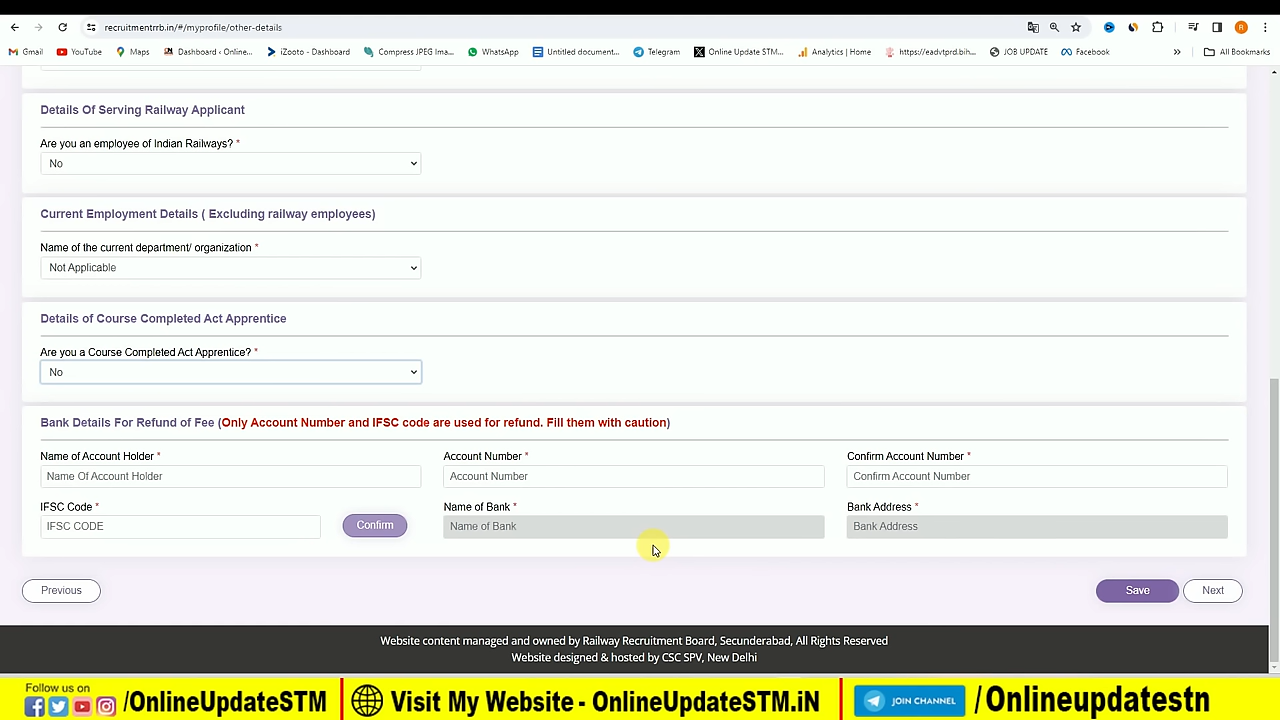 recruitmentrrb.in/#/myprofile/other-details
R
Gmail YouTube Maps Dashboard ‹ Online... iZooto - Dashboard Compress JPEG Ima... WhatsApp Untitled document... Telegram Online Update STM... Analytics | Home https://eadvtprd.bih... JOB UPDATE Facebook » All Bookmarks
Details Of Serving Railway Applicant
Are you an employee of Indian Railways? *
No
Current Employment Details ( Excluding railway employees)
Name of the current department/ organization *
Not Applicable
Details of Course Completed Act Apprentice
Are you a Course Completed Act Apprentice? *
No
Bank Details For Refund of Fee (Only Account Number and IFSC code are used for refund. Fill them with caution)
Name of Account Holder * Account Number * Confirm Account Number *
Name Of Account Holder Account Number Confirm Account Number
IFSC Code * Name of Bank * Bank Address *
IFSC CODE Confirm Name of Bank Bank Address
Previous Save Next
Website content managed and owned by Railway Recruitment Board, Secunderabad, All Rights Reserved
Website designed & hosted by CSC SPV, New Delhi
Follow us on
/OnlineUpdateSTM Visit My Website - OnlineUpdateSTM.iN JOIN CHANNEL /Onlineupdatestn